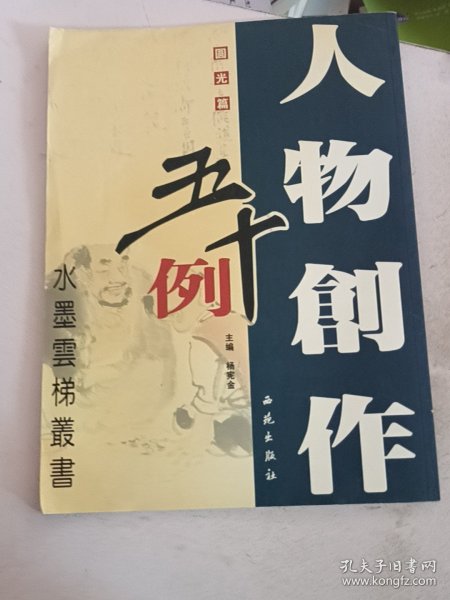 人物創作
五十
例
圆光篇
水墨雲梯叢書
主编 杨宪金
西苑出版社
孔夫子旧书网
www.kongfz.com